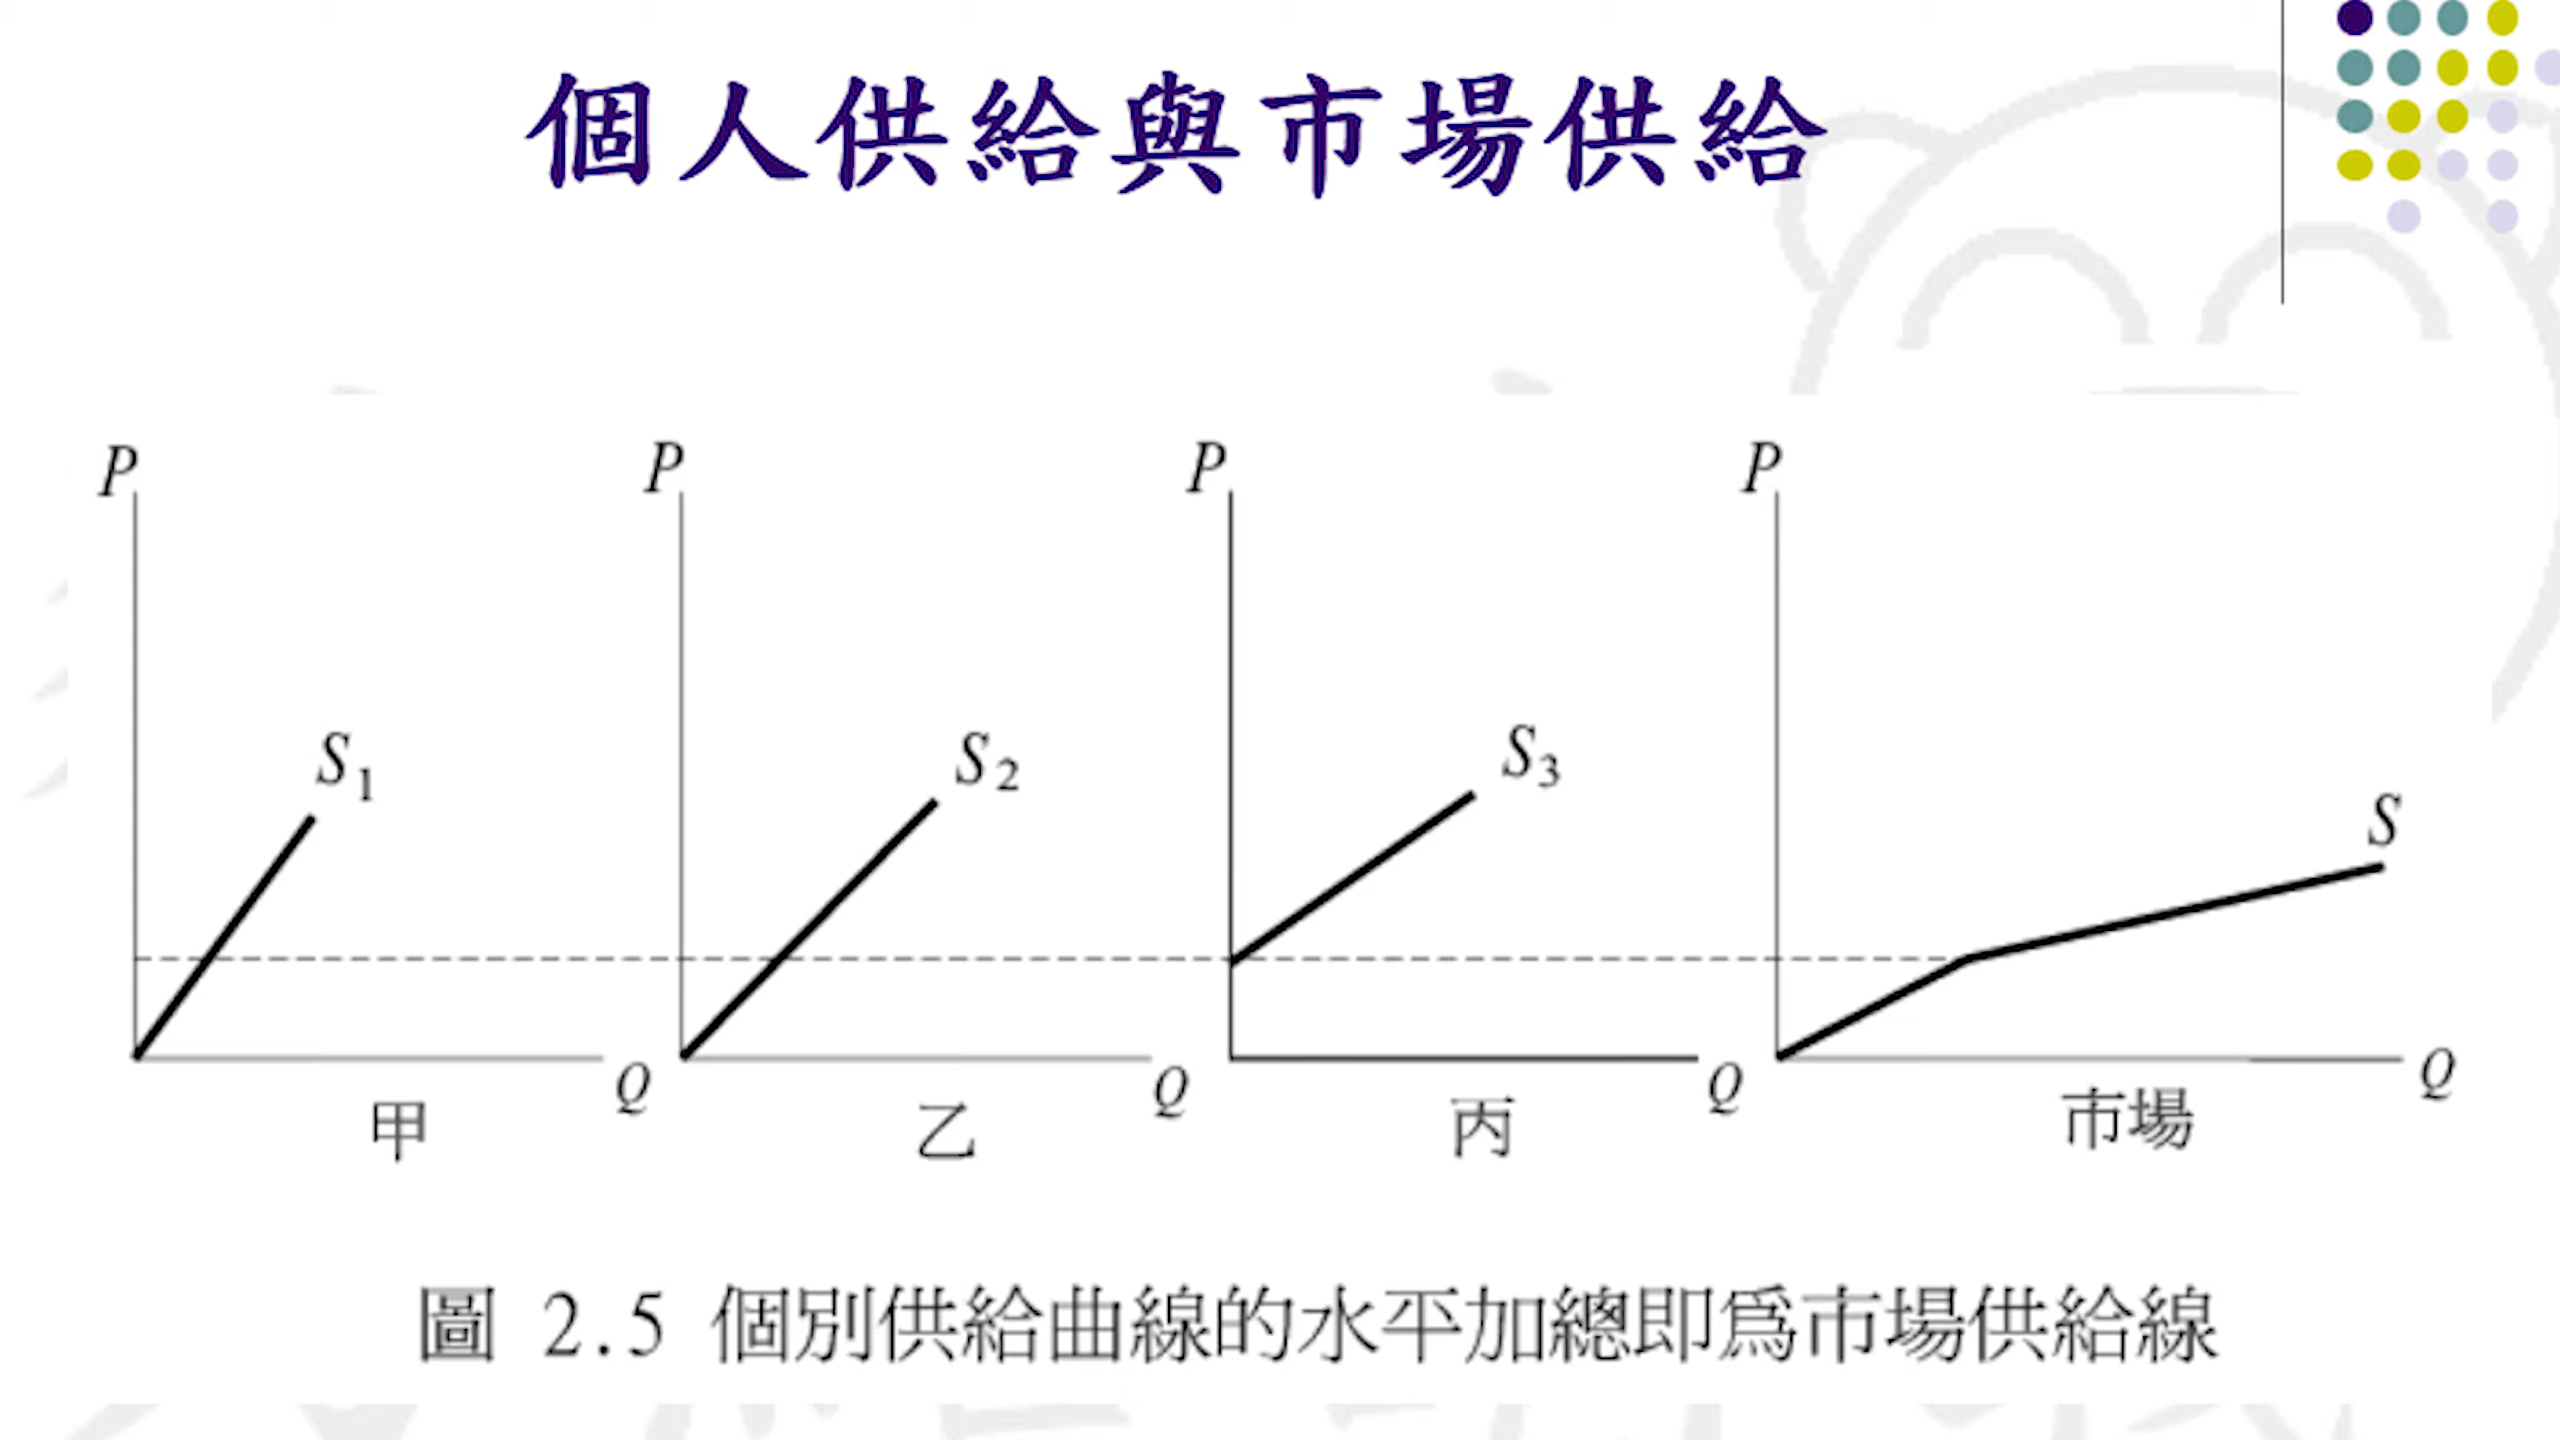 個人供給與市場供給
P P P P
S1 S2 S3 S
Q Q Q Q
甲 乙 丙 市場
圖 2.5 個別供給曲線的水平加總即爲市場供給線